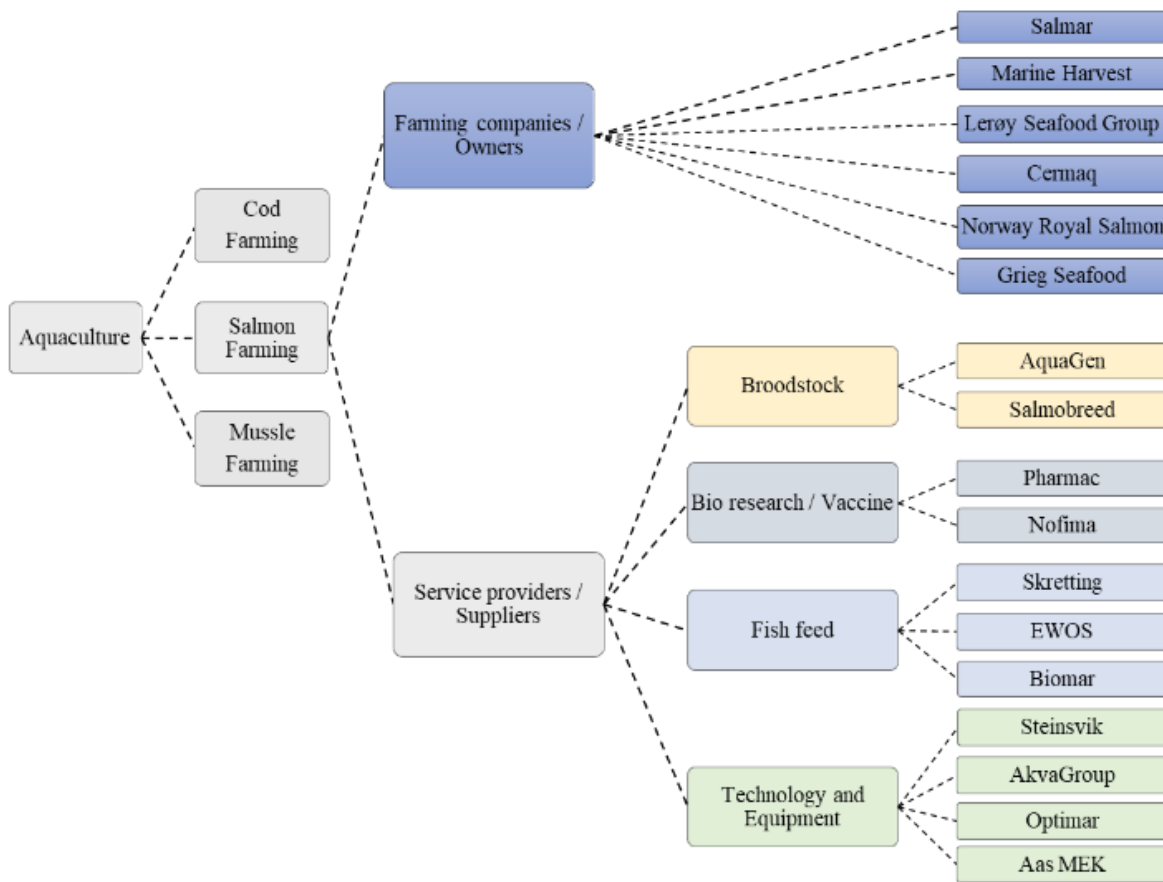 Aquaculture
Cod
Farming
Salmon
Farming
Mussle
Farming
Farming companies /
Owners
Salmar
Marine Harvest
Lerøy Seafood Group
Cermaq
Norway Royal Salmon
Grieg Seafood
Service providers /
Suppliers
Broodstock
AquaGen
Salmobreed
Bio research / Vaccine
Pharmac
Nofima
Fish feed
Skretting
EWOS
Biomar
Technology and
Equipment
Steinsvik
AkvaGroup
Optimar
Aas MEK